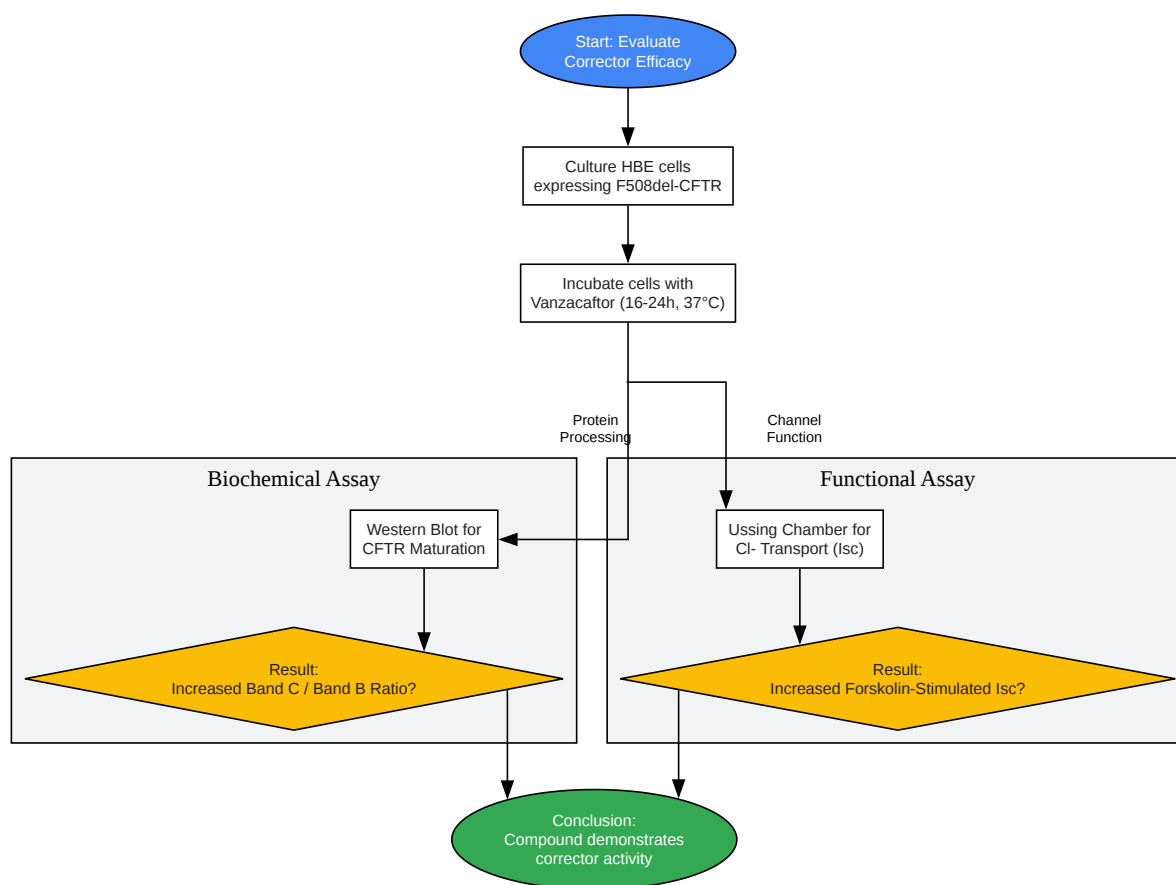 Start: Evaluate
Corrector Efficacy
Culture HBE cells
expressing F508del-CFTR
Incubate cells with
Vanzacaftor (16-24h, 37°C)
Protein
Processing
Channel
Function
Biochemical Assay
Western Blot for
CFTR Maturation
Result:
Increased Band C / Band B Ratio?
Functional Assay
Ussing Chamber for
Cl- Transport (Isc)
Result:
Increased Forskolin-Stimulated Isc?
Conclusion:
Compound demonstrates
corrector activity